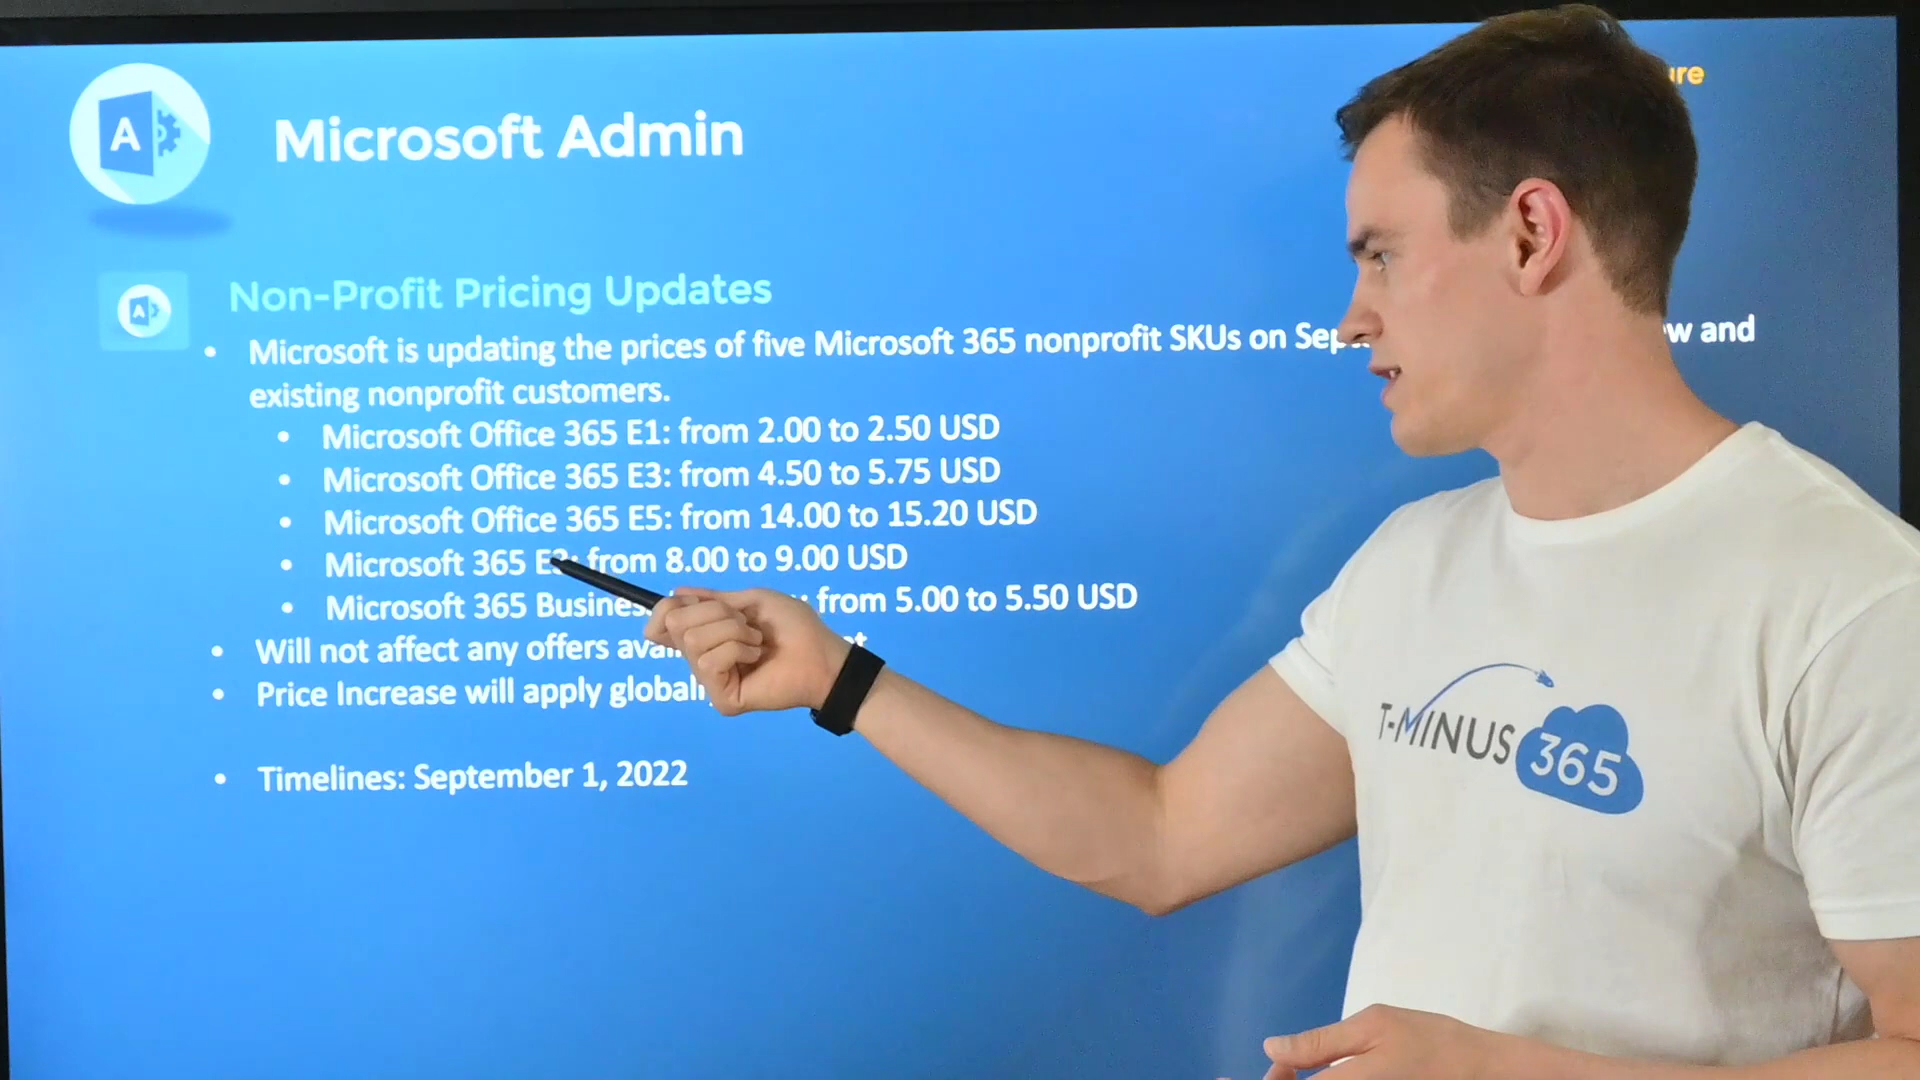 A
Microsoft Admin
A
Non-Profit Pricing Updates
• Microsoft is updating the prices of five Microsoft 365 nonprofit SKUs on and
existing nonprofit customers.
• Microsoft Office 365 E1: from 2.00 to 2.50 USD
• Microsoft Office 365 E3: from 4.50 to 5.75 USD
• Microsoft Office 365 E5: from 14.00 to 15.20 USD
• Microsoft 365 from 8.00 to 9.00 USD
• Microsoft 365 from 5.00 to 5.50 USD
• Will not affect any offers
• Price Increase will apply
• Timelines: September 1, 2022
T-MINUS 365